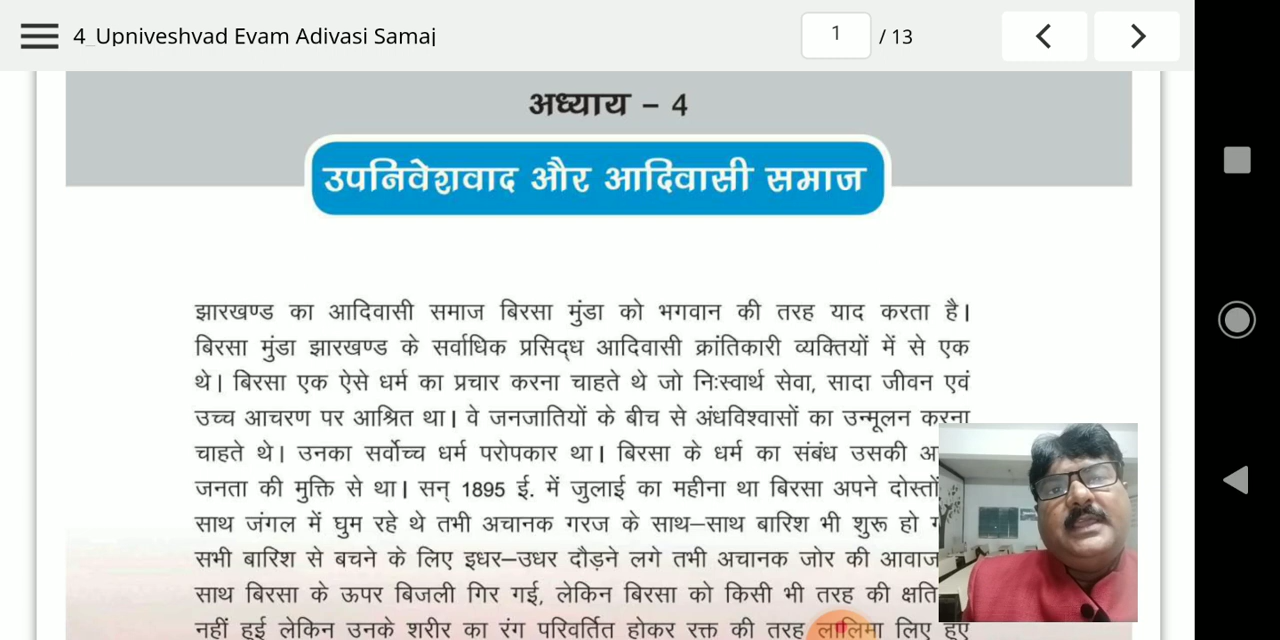 4_Upniveshvad Evam Adivasi Samaj
1 / 13
अध्याय – 4
उपनिवेशवाद और आदिवासी समाज
झारखण्ड का आदिवासी समाज बिरसा मुंडा को भगवान की तरह याद करता है।
बिरसा मुंडा झारखण्ड के सर्वाधिक प्रसिद्ध आदिवासी क्रांतिकारी व्यक्तियों में से एक
थे। बिरसा एक ऐसे धर्म का प्रचार करना चाहते थे जो निःस्वार्थ सेवा, सादा जीवन एवं
उच्च आचरण पर आश्रित था। वे जनजातियों के बीच से अंधविश्वासों का उन्मूलन करना
चाहते थे। उनका सर्वोच्च धर्म परोपकार था। बिरसा के धर्म का संबंध उसकी
जनता की मुक्ति से था। सन् 1895 ई. में जुलाई का महीना था बिरसा अपने दोस्तों
साथ जंगल में घुम रहे थे तभी अचानक गरज के साथ–साथ बारिश भी शुरू हो
सभी बारिश से बचने के लिए इधर–उधर दौड़ने लगे तभी अचानक जोर की आवाज
साथ बिरसा के ऊपर बिजली गिर गई, लेकिन बिरसा को किसी भी तरह की क्षति
नहीं हुई लेकिन उनके शरीर का रंग परिवर्तित होकर रक्त की तरह लालिमा लिए हुए